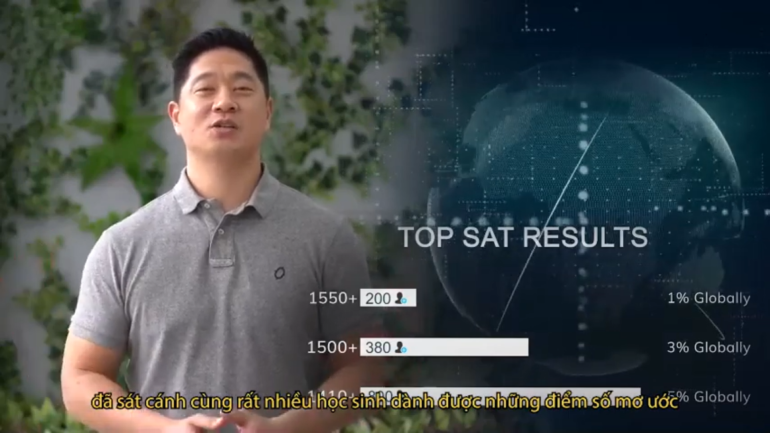 TOP SAT RESULTS
1550+ 200 1% Globally
1500+ 380 3% Globally
1410+ 5% Globally
đã sát cánh cùng rất nhiều học sinh dành được những điểm số mơ ước